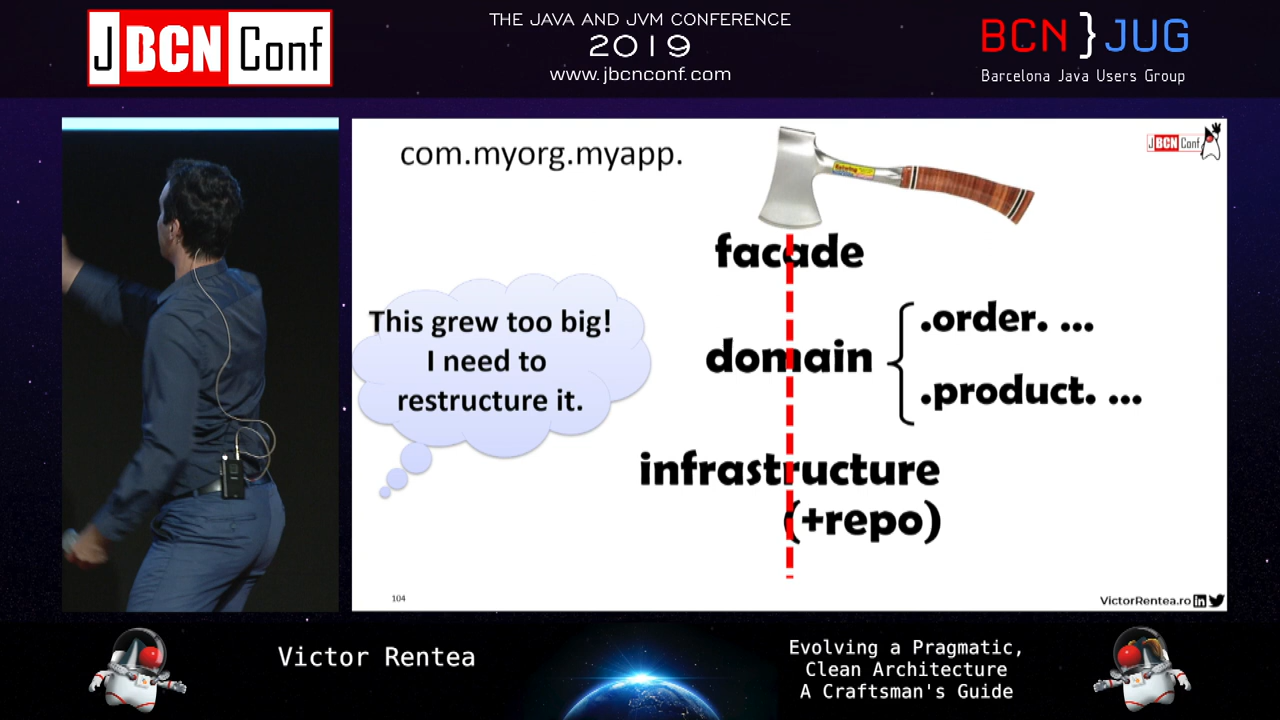 J BCN Conf
THE JAVA AND JVM CONFERENCE
2019
www.jbcnconf.com
BCN } JUG
Barcelona Java Users Group
com.myorg.myapp.
J BCN Conf
facade
This grew too big!
I need to
restructure it.
domain
.order. ...
.product. ...
infrastructure
(+repo)
104
VictorRentea.ro
Victor Rentea
Evolving a Pragmatic,
Clean Architecture
A Craftsman's Guide